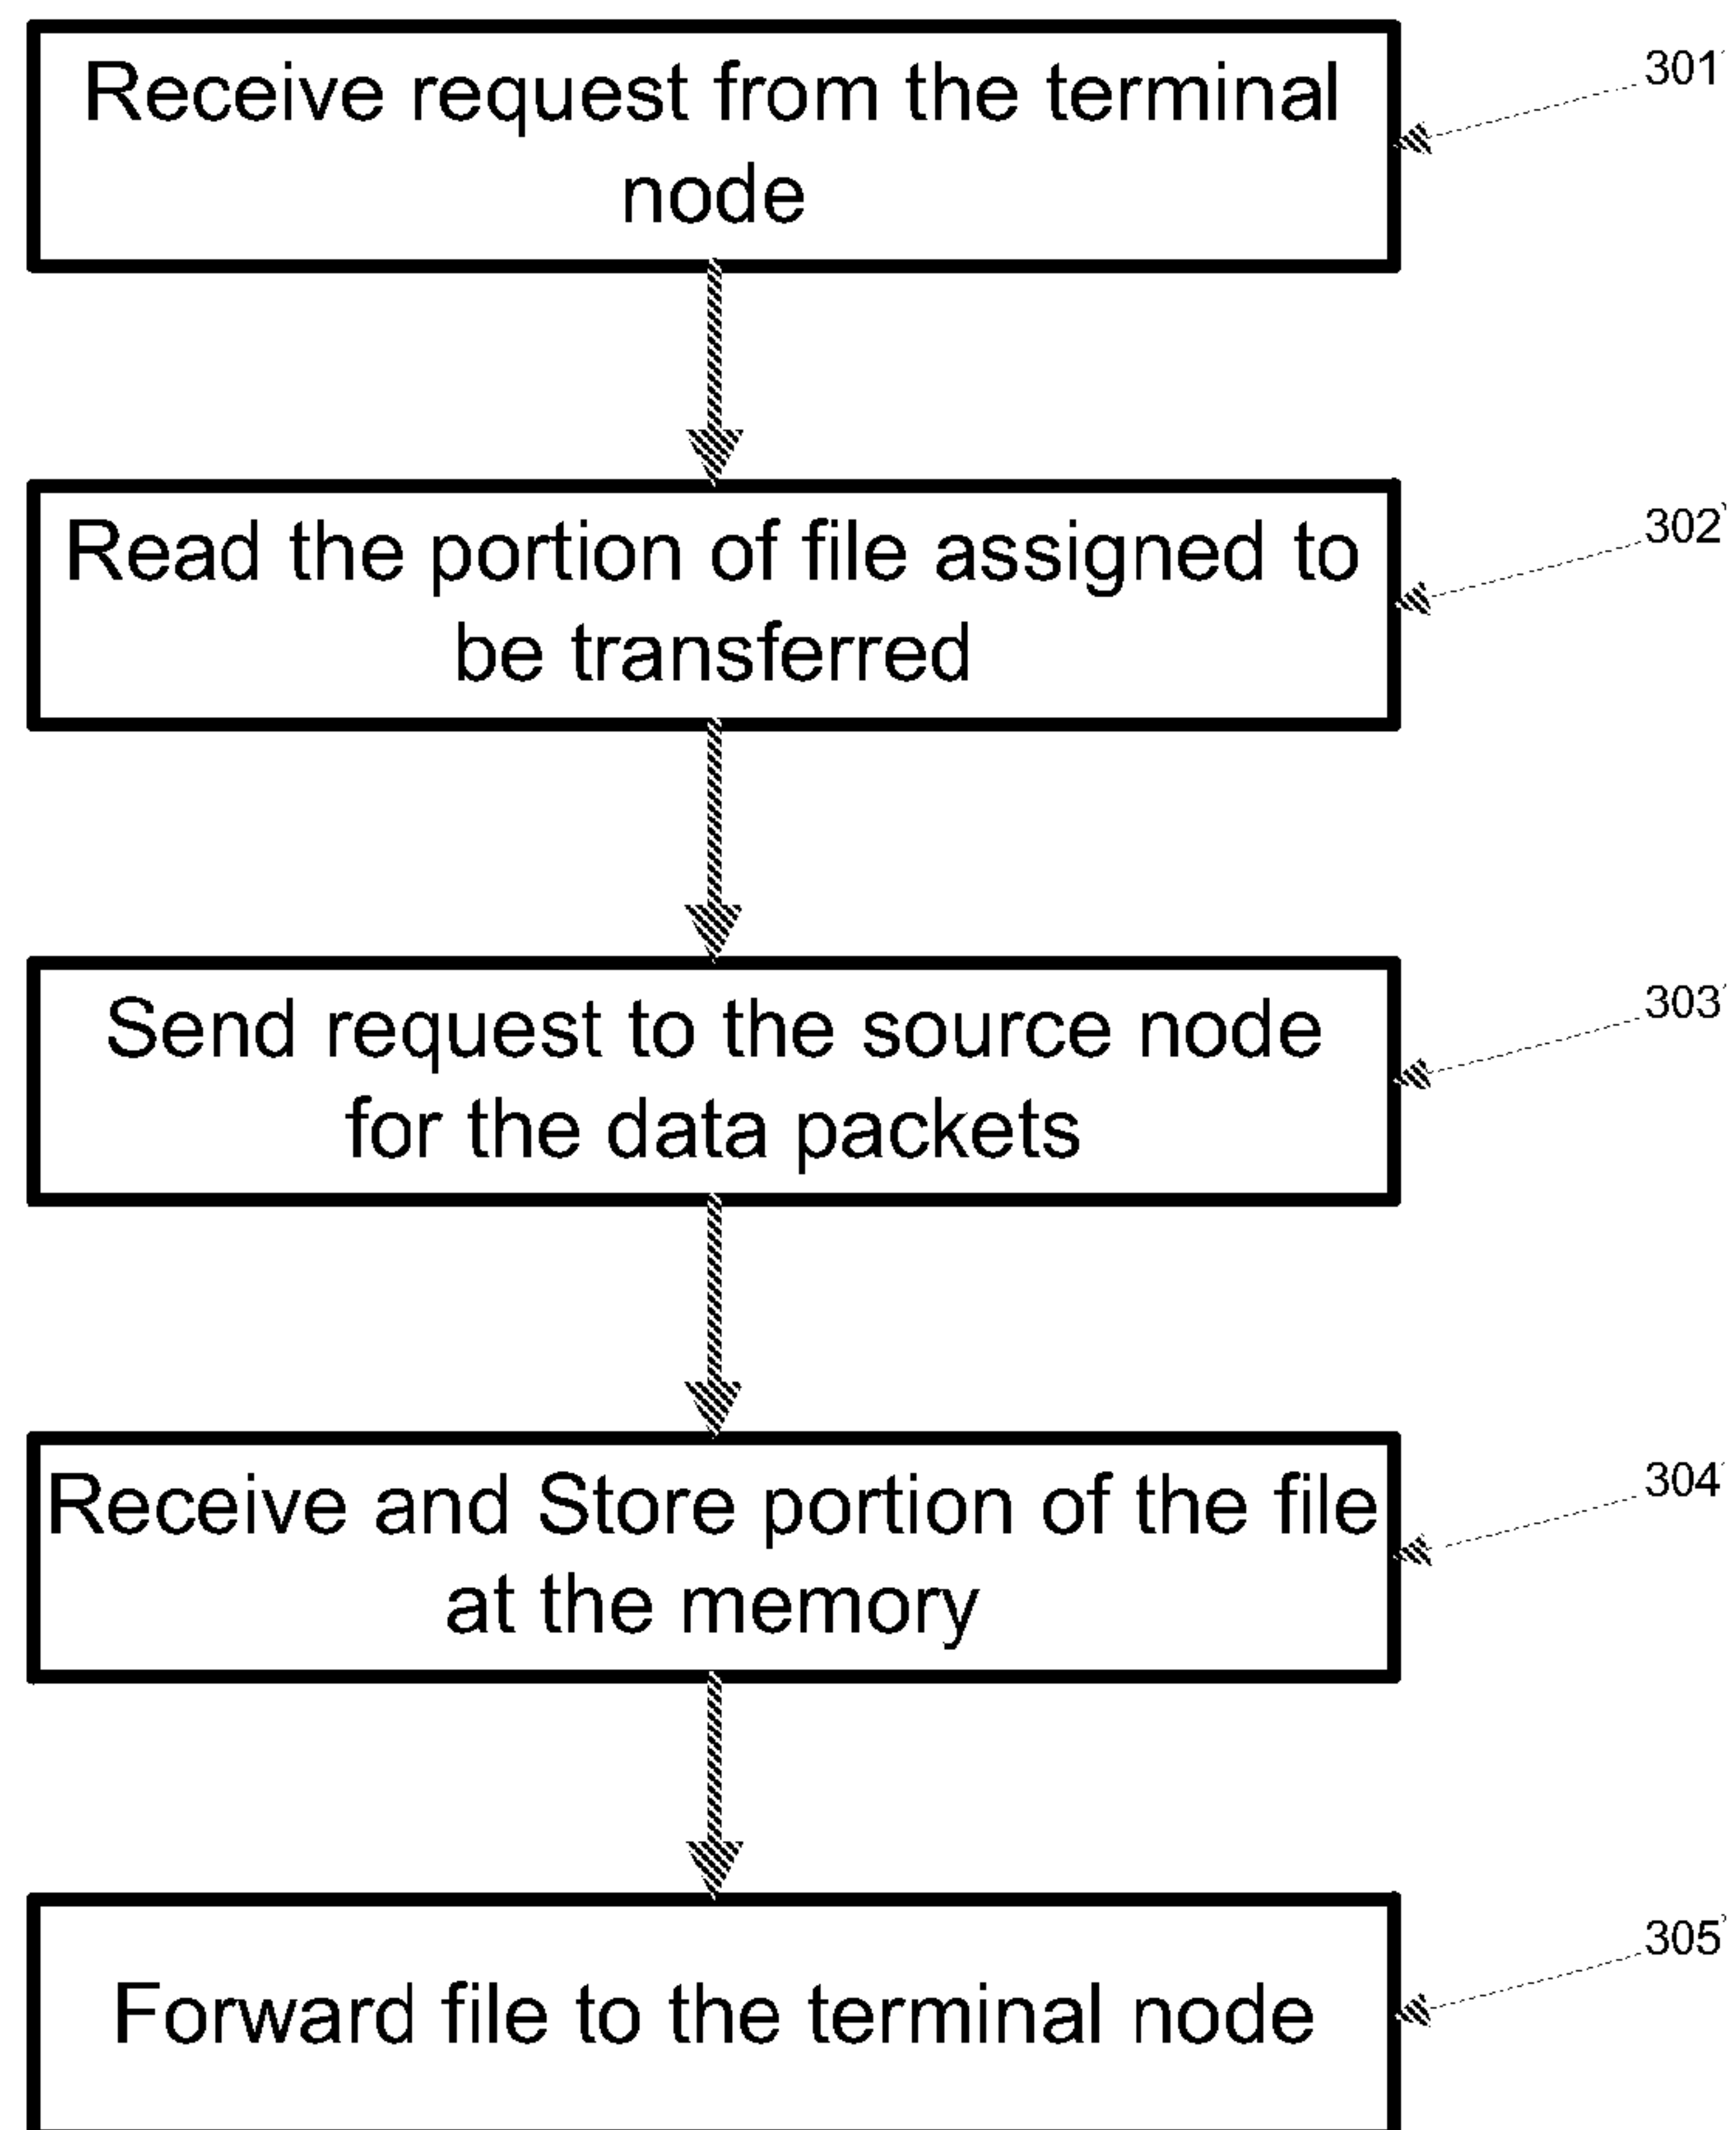 Receive request from the terminal
node
301'
Read the portion of file assigned to
be transferred
302'
Send request to the source node
for the data packets
303'
Receive and Store portion of the file
at the memory
304'
Forward file to the terminal node
305'